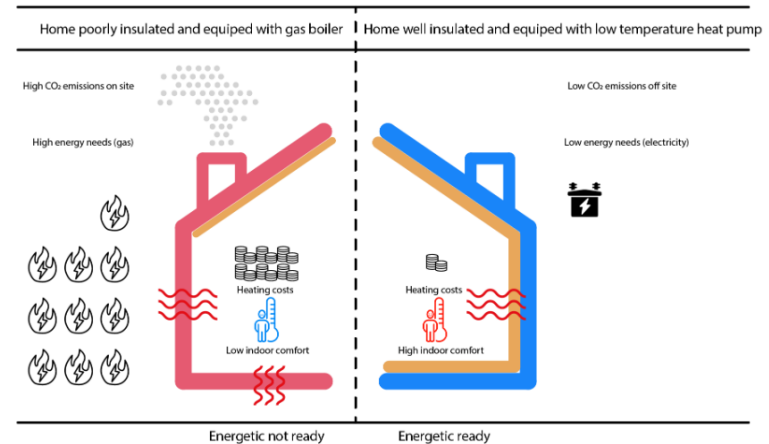 Home poorly insulated and equiped with gas boiler
Home well insulated and equiped with low temperature heat pump
High CO₂ emissions on site
Low CO₂ emissions off site
High energy needs (gas)
Low energy needs (electricity)
Heating costs
Heating costs
Low indoor comfort
High indoor comfort
Energetic not ready
Energetic ready